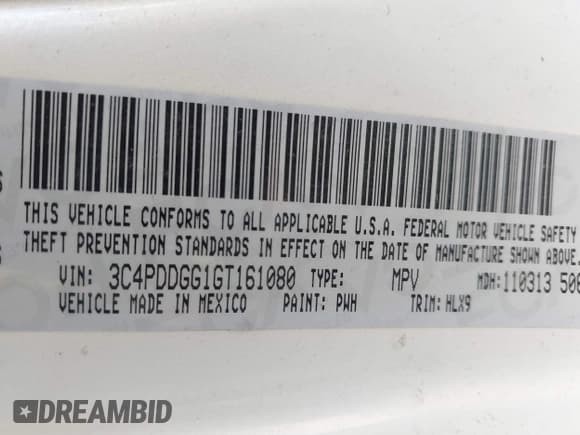 THIS VEHICLE CONFORMS TO ALL APPLICABLE U.S.A. FEDERAL MOTOR VEHICLE SAFETY
THEFT PREVENTION STANDARDS IN EFFECT ON THE DATE OF MANUFACTURE SHOWN ABOVE.
VIN: 3C4PDDGG1GT161080 TYPE: MPV MDH:110313 506
VEHICLE MADE IN MEXICO PAINT: PWH TRIM: HLX9
DREAMBID